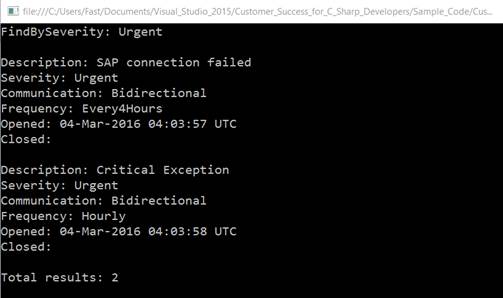 file:///C:/Users/Fast/Documents/Visual_Studio_2015/Customer_Success_for_C_Sharp_Developers/Sample_Code/Cus...
FindBySeverity: Urgent
Description: SAP connection failed
Severity: Urgent
Communication: Bidirectional
Frequency: Every4Hours
Opened: 04-Mar-2016 04:03:57 UTC
Closed:
Description: Critical Exception
Severity: Urgent
Communication: Bidirectional
Frequency: Hourly
Opened: 04-Mar-2016 04:03:58 UTC
Closed:
Total results: 2